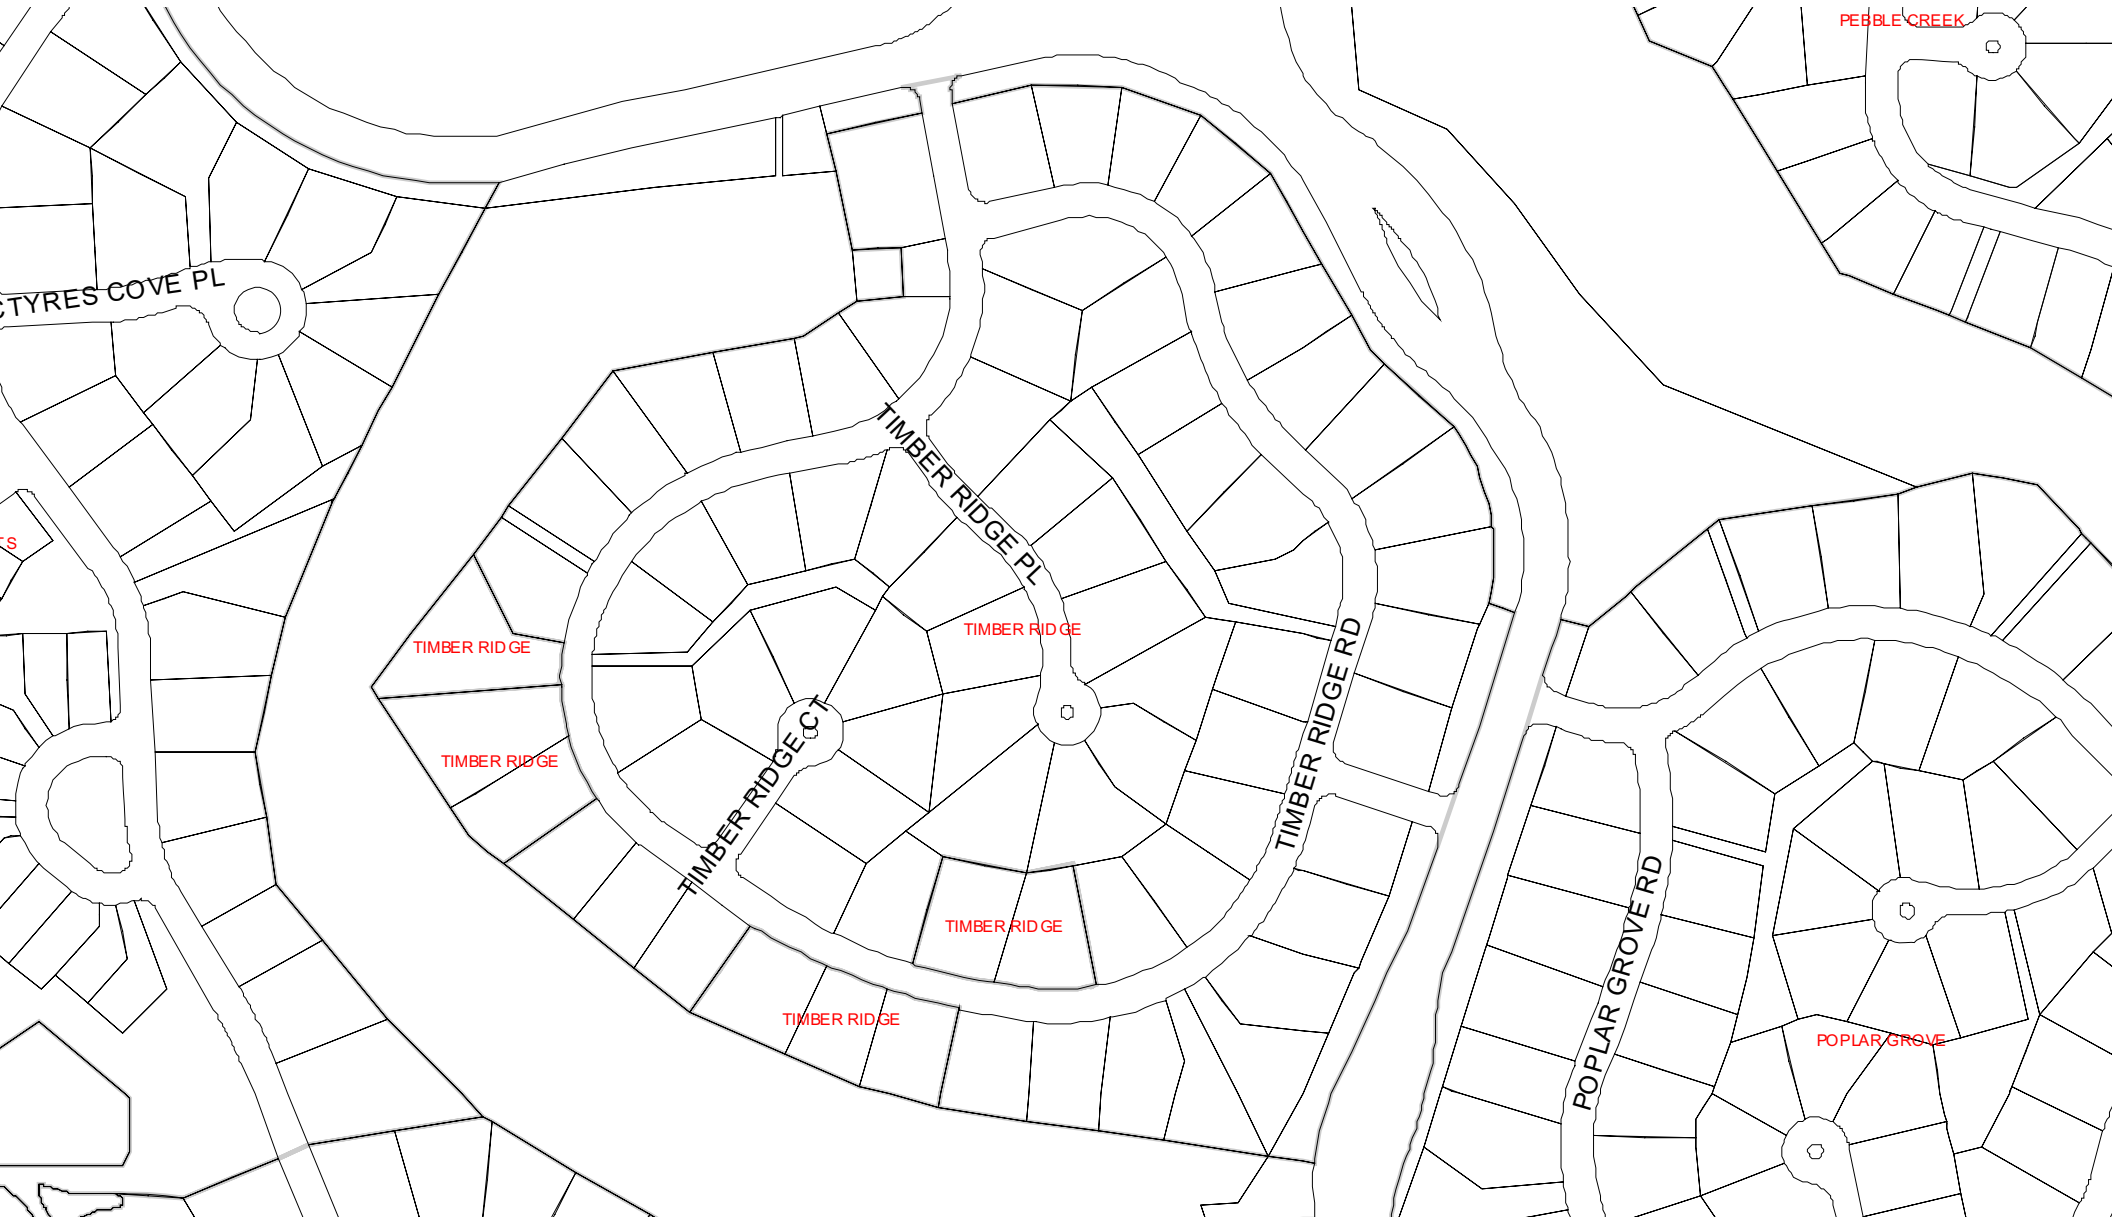 PEBBLE CREEK
CTYRES COVE PL
TIMBER RIDGE PL
TS
TIMBER RIDGE
TIMBER RIDGE
TIMBER RIDGE RD
TIMBER RIDGE CT
TIMBER RIDGE
TIMBER RIDGE
TIMBER RIDGE
POPLAR GROVE RD
POPLAR GROVE